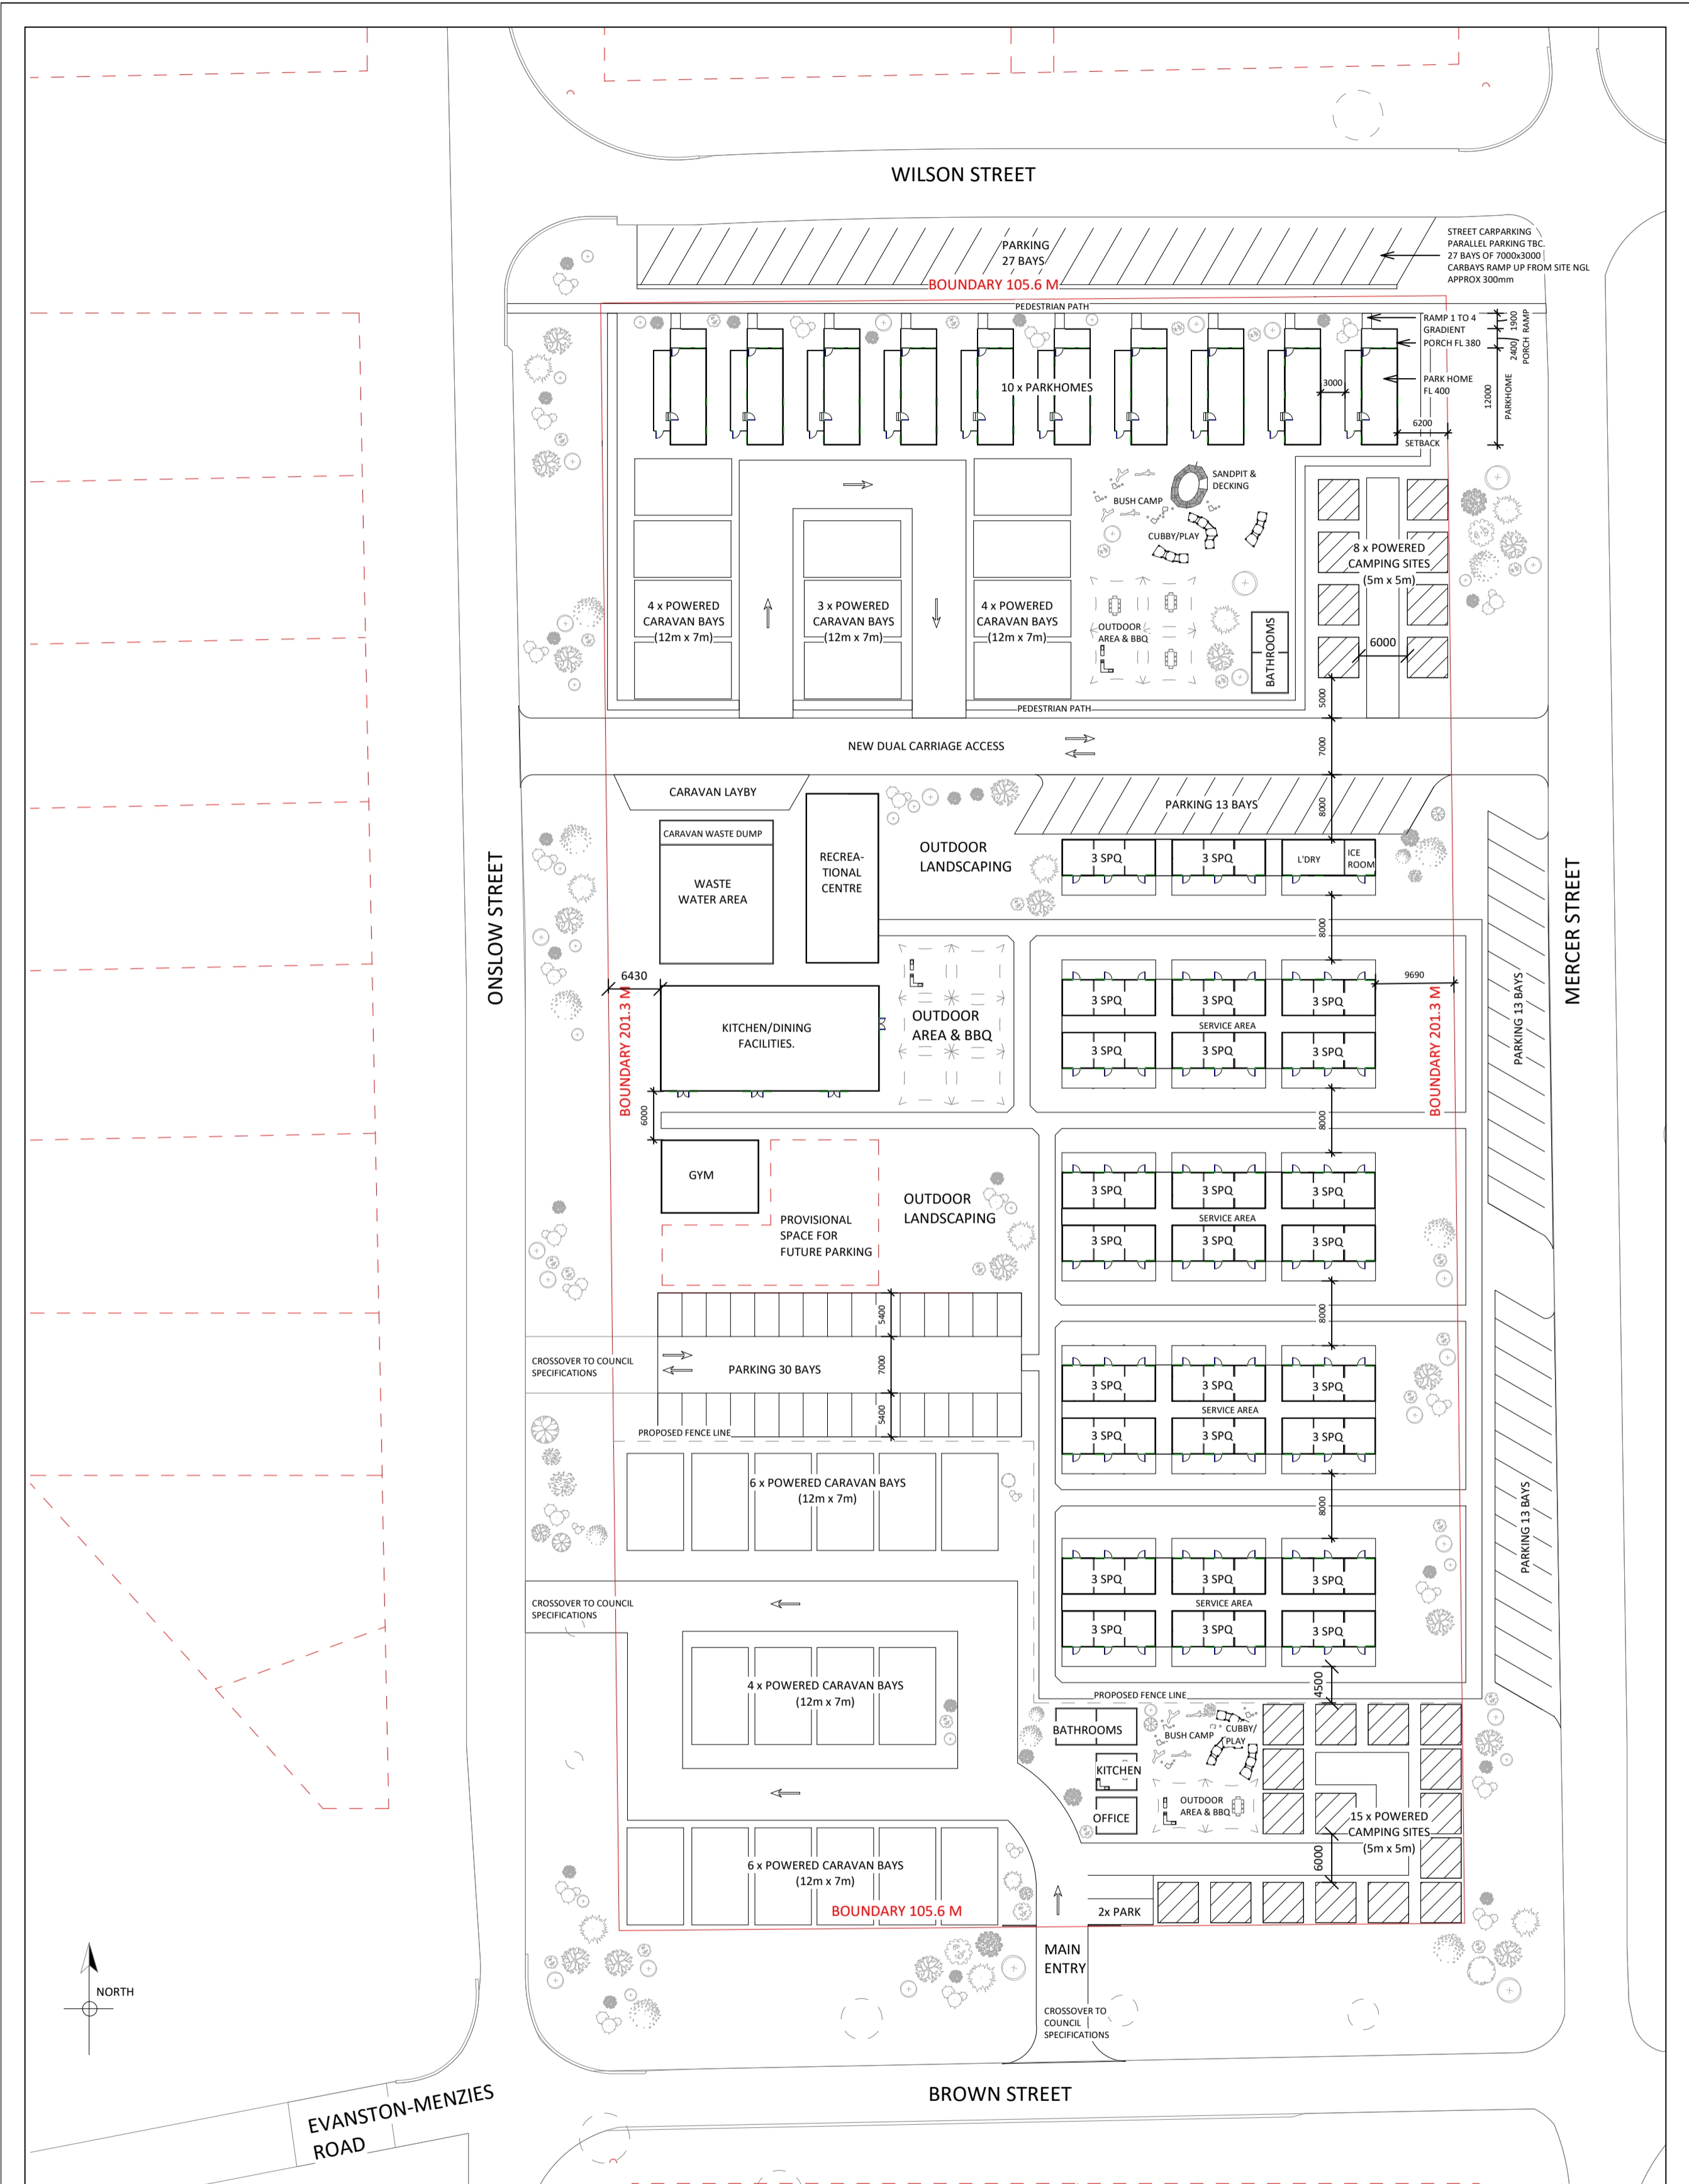 WILSON STREET
PARKING
27 BAYS
STREET CARPARKING
PARALLEL PARKING TBC.
27 BAYS OF 7000x3000
CARBAYS RAMP UP FROM SITE NGL
APPROX 300mm
BOUNDARY 105.6 M
PEDESTRIAN PATH
RAMP 1 TO 4
GRADIENT
PORCH FL 380
1900
RAMP
2400
PORCH
10 x PARKHOMES
3000
PARK HOME
FL 400
12000
PARKHOME
6200
SETBACK
SANDPIT &
DECKING
BUSH CAMP
CUBBY/PLAY
8 x POWERED
CAMPING SITES
(5m x 5m)
4 x POWERED
CARAVAN BAYS
(12m x 7m)
3 x POWERED
CARAVAN BAYS
(12m x 7m)
4 x POWERED
CARAVAN BAYS
(12m x 7m)
OUTDOOR
AREA & BBQ
BATHROOMS
6000
5000
PEDESTRIAN PATH
NEW DUAL CARRIAGE ACCESS
7000
CARAVAN LAYBY
PARKING 13 BAYS
8000
CARAVAN WASTE DUMP
WASTE
WATER AREA
RECREA-
TIONAL
CENTRE
OUTDOOR
LANDSCAPING
3 SPQ
3 SPQ
L'DRY
ICE
ROOM
ONSLOW STREET
MERCER STREET
8000
6430
9690
BOUNDARY 201.3 M
KITCHEN/DINING
FACILITIES.
OUTDOOR
AREA & BBQ
3 SPQ
3 SPQ
3 SPQ
SERVICE AREA
3 SPQ
3 SPQ
3 SPQ
BOUNDARY 201.3 M
PARKING 13 BAYS
6000
8000
GYM
PROVISIONAL
SPACE FOR
FUTURE PARKING
OUTDOOR
LANDSCAPING
3 SPQ
3 SPQ
3 SPQ
SERVICE AREA
3 SPQ
3 SPQ
3 SPQ
5400
8000
CROSSOVER TO COUNCIL
SPECIFICATIONS
PARKING 30 BAYS
7000
5400
3 SPQ
3 SPQ
3 SPQ
SERVICE AREA
3 SPQ
3 SPQ
3 SPQ
PROPOSED FENCE LINE
6 x POWERED CARAVAN BAYS
(12m x 7m)
8000
PARKING 13 BAYS
3 SPQ
3 SPQ
3 SPQ
SERVICE AREA
3 SPQ
3 SPQ
3 SPQ
CROSSOVER TO COUNCIL
SPECIFICATIONS
4 x POWERED CARAVAN BAYS
(12m x 7m)
4500
PROPOSED FENCE LINE
BATHROOMS
BUSH CAMP
CUBBY/
PLAY
KITCHEN
OFFICE
OUTDOOR
AREA & BBQ
15 x POWERED
CAMPING SITES
(5m x 5m)
6000
6 x POWERED CARAVAN BAYS
(12m x 7m)
BOUNDARY 105.6 M
2x PARK
MAIN
ENTRY
CROSSOVER TO
COUNCIL
SPECIFICATIONS
NORTH
BROWN STREET
EVANSTON-MENZIES
ROAD